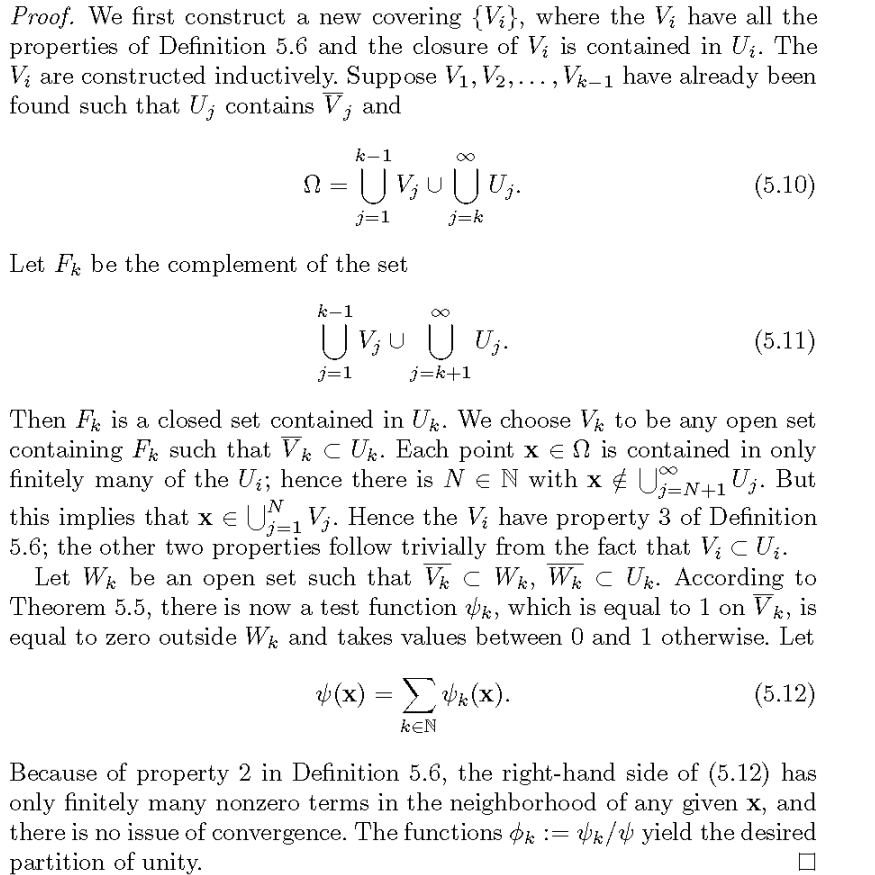 Proof. We first construct a new covering {V_i}, where the V_i have all the
properties of Definition 5.6 and the closure of V_i is contained in U_i. The
V_i are constructed inductively. Suppose V_1, V_2, . . . , V_{k−1} have already been
found such that U_j contains \overline{V}_j and
Ω = \bigcup_{j=1}^{k−1} V_j ∪ \bigcup_{j=k}^{∞} U_j. (5.10)
Let F_k be the complement of the set
\bigcup_{j=1}^{k−1} V_j ∪ \bigcup_{j=k+1}^{∞} U_j. (5.11)
Then F_k is a closed set contained in U_k. We choose V_k to be any open set
containing F_k such that \overline{V}_k ⊂ U_k. Each point x ∈ Ω is contained in only
finitely many of the U_i; hence there is N ∈ ℕ with x ∉ \bigcup_{j=N+1}^{∞} U_j. But
this implies that x ∈ \bigcup_{j=1}^{N} V_j. Hence the V_i have property 3 of Definition
5.6; the other two properties follow trivially from the fact that V_i ⊂ U_i.
Let W_k be an open set such that \overline{V_k} ⊂ W_k, \overline{W_k} ⊂ U_k. According to
Theorem 5.5, there is now a test function ψ_k, which is equal to 1 on \overline{V}_k, is
equal to zero outside W_k and takes values between 0 and 1 otherwise. Let
ψ(x) = \sum_{k∈ℕ} ψ_k(x). (5.12)
Because of property 2 in Definition 5.6, the right-hand side of (5.12) has
only finitely many nonzero terms in the neighborhood of any given x, and
there is no issue of convergence. The functions ϕ_k := ψ_k/ψ yield the desired
partition of unity. □